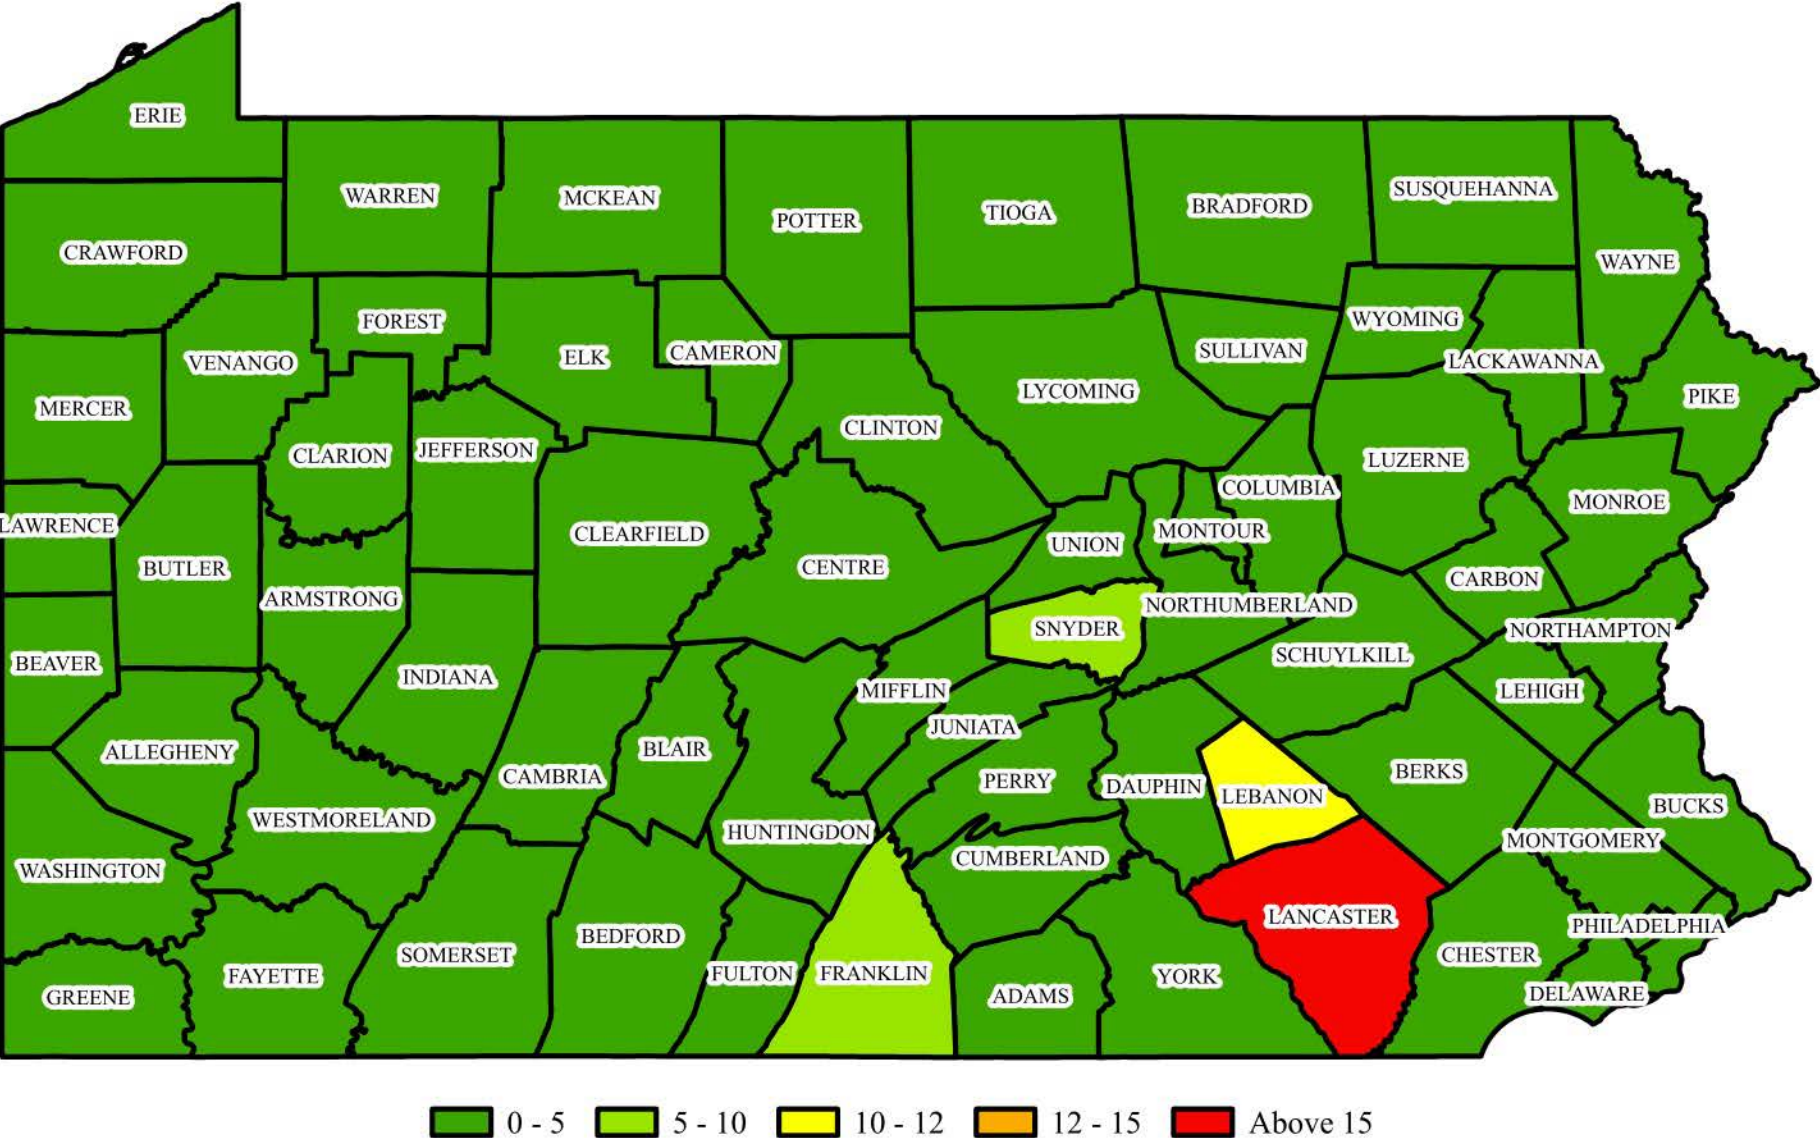 ERIE
WARREN
MCKEAN
POTTER
TIOGA
BRADFORD
SUSQUEHANNA
WAYNE
CRAWFORD
FOREST
WYOMING
VENANGO
ELK
CAMERON
SULLIVAN
LACKAWANNA
MERCER
LYCOMING
PIKE
CLARION
JEFFERSON
CLINTON
LUZERNE
COLUMBIA
MONROE
LAWRENCE
CLEARFIELD
MONTOUR
UNION
BUTLER
CENTRE
CARBON
ARMSTRONG
NORTHUMBERLAND
SNYDER
NORTHAMPTON
BEAVER
INDIANA
SCHUYLKILL
MIFFLIN
LEHIGH
JUNIATA
ALLEGHENY
BLAIR
CAMBRIA
PERRY
DAUPHIN
LEBANON
BERKS
BUCKS
WESTMORELAND
HUNTINGDON
MONTGOMERY
WASHINGTON
CUMBERLAND
LANCASTER
PHILADELPHIA
SOMERSET
BEDFORD
CHESTER
GREENE
FAYETTE
FULTON
FRANKLIN
ADAMS
YORK
DELAWARE
0 - 5 5 - 10 10 - 12 12 - 15 Above 15